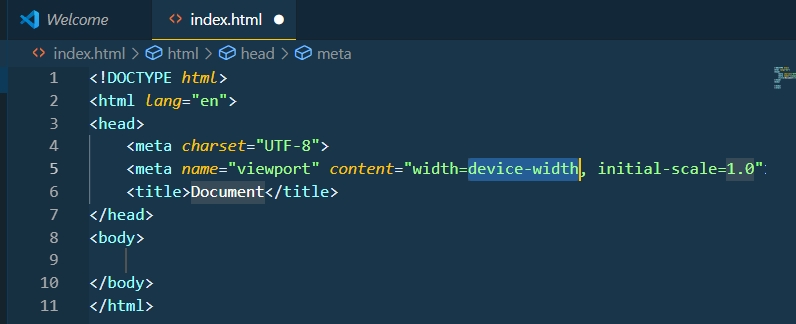 Welcome index.html
index.html > html > head > meta
1 <!DOCTYPE html>
2 <html lang="en">
3 <head>
4 <meta charset="UTF-8">
5 <meta name="viewport" content="width=device-width, initial-scale=1.0"
6 <title>Document</title>
7 </head>
8 <body>
9
10 </body>
11 </html>